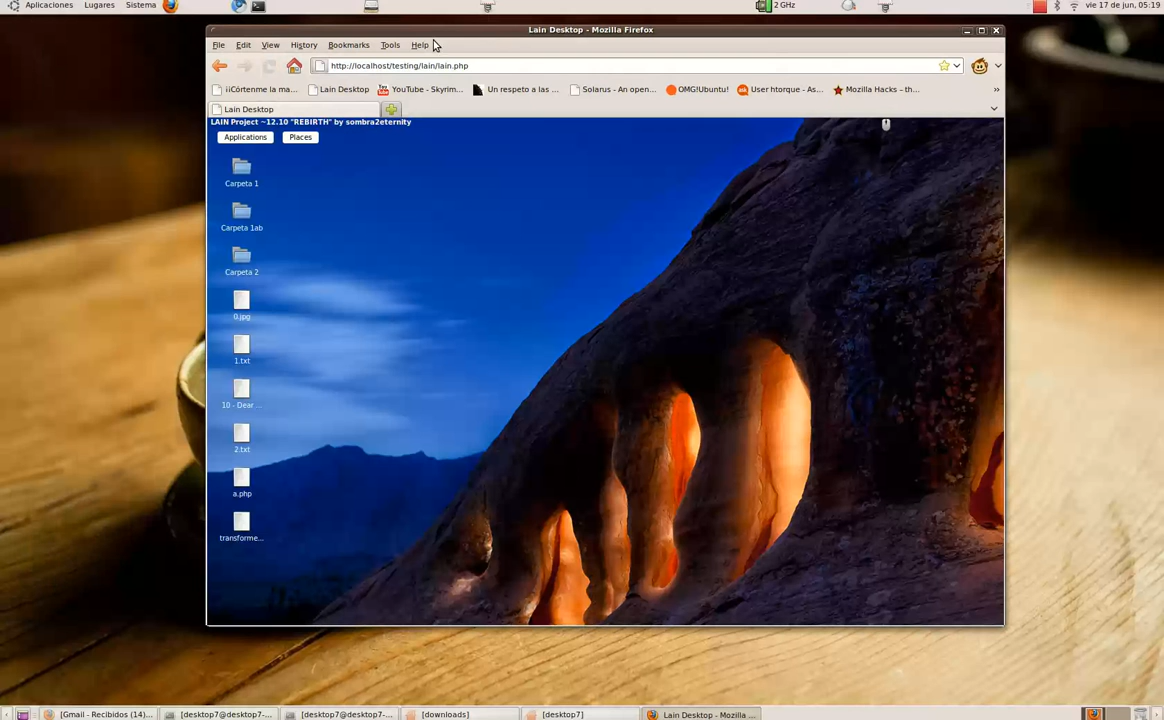 Aplicaciones Lugares Sistema 2 GHz vie 17 de jun, 05:19
Lain Desktop - Mozilla Firefox
File Edit View History Bookmarks Tools Help
http://localhost/testing/lain/lain.php
¡¡Córtenme la ma... Lain Desktop YouTube - Skyrim... Un respeto a las ... Solarus - An open... OMG!Ubuntu! User htorque - As... Mozilla Hacks – th... »
Lain Desktop
LAIN Project ~12.10 "REBIRTH" by sombra2eternity
Applications Places
Carpeta 1
Carpeta 1ab
Carpeta 2
0.jpg
1.txt
10 - Dear ...
2.txt
a.php
transforme...
[Gmail - Recibidos (14)... [desktop7@desktop7-... [desktop7@desktop7-... [downloads] [desktop7] Lain Desktop - Mozilla ...